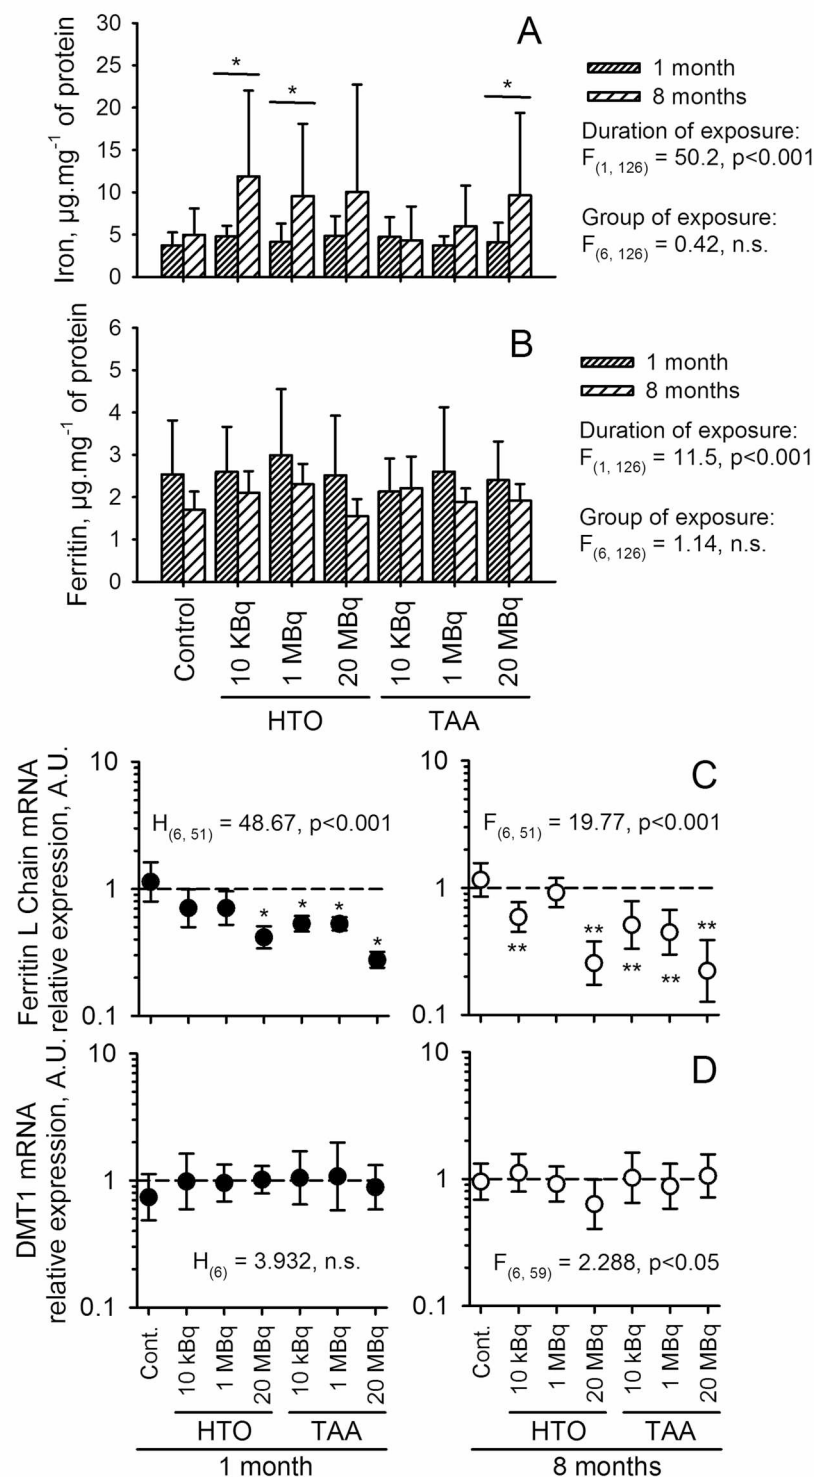 A
Iron, µg.mg⁻¹ of protein
30
25
20
15
10
5
0
*
*
*
1 month
8 months
Duration of exposure:
F(1, 126) = 50.2, p<0.001
Group of exposure:
F(6, 126) = 0.42, n.s.
B
Ferritin, µg.mg⁻¹ of protein
6
5
4
3
2
1
0
1 month
8 months
Duration of exposure:
F(1, 126) = 11.5, p<0.001
Group of exposure:
F(6, 126) = 1.14, n.s.
Control
10 KBq
1 MBq
20 MBq
10 KBq
1 MBq
20 MBq
HTO
TAA
Ferritin L Chain mRNA
relative expression, A.U.
10
1
0.1
H(6, 51) = 48.67, p<0.001
*
*
*
*
C
10
1
0.1
F(6, 51) = 19.77, p<0.001
**
**
**
**
**
DMT1 mRNA
relative expression, A.U.
10
1
0.1
H(6) = 3.932, n.s.
D
10
1
0.1
F(6, 59) = 2.288, p<0.05
Cont.
10 kBq
1 MBq
20 MBq
10 kBq
1 MBq
20 MBq
HTO
TAA
1 month
Cont.
10 kBq
1 MBq
20 MBq
10 kBq
1 MBq
20 MBq
HTO
TAA
8 months